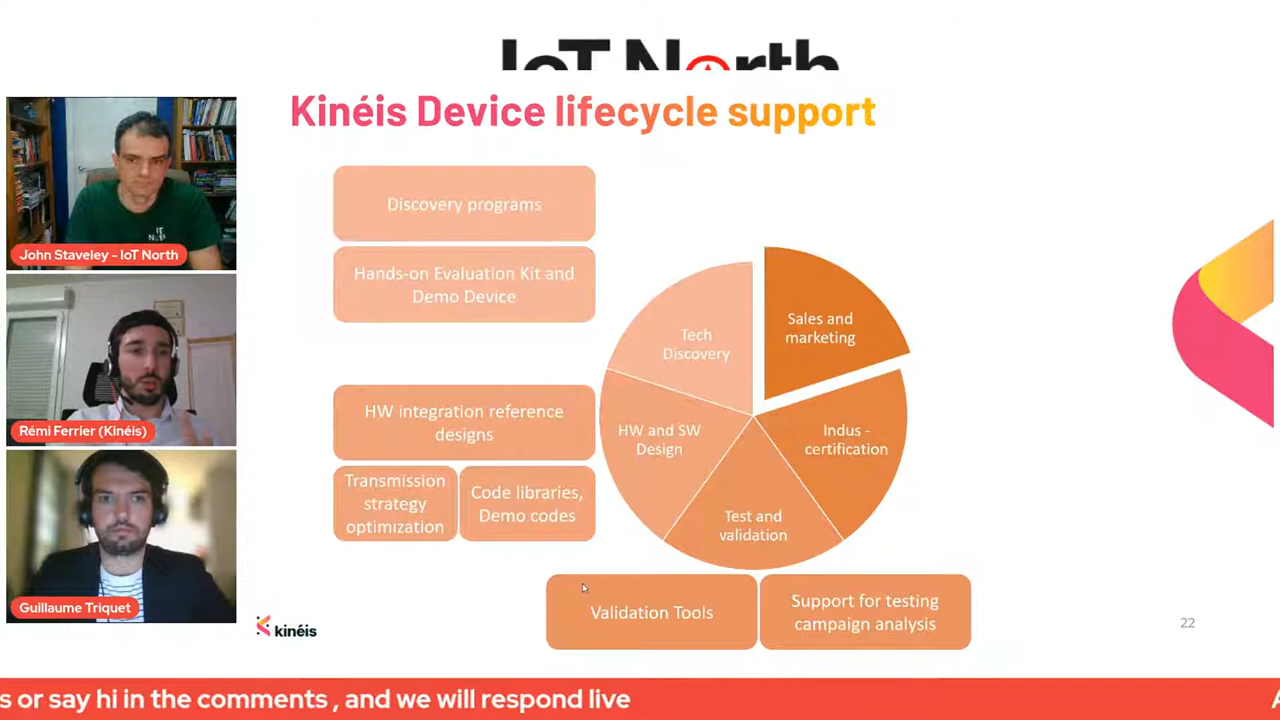 IoT North
Kinéis Device lifecycle support
John Staveley - IoT North
Rémi Ferrier (Kinéis)
Guillaume Triquet
Discovery programs
Hands-on Evaluation Kit and
Demo Device
HW integration reference
designs
Transmission
strategy
optimization
Code libraries,
Demo codes
Tech
Discovery
Sales and
marketing
HW and SW
Design
Indus -
certification
Test and
validation
Validation Tools
Support for testing
campaign analysis
kinéis
22
s or say hi in the comments , and we will respond live